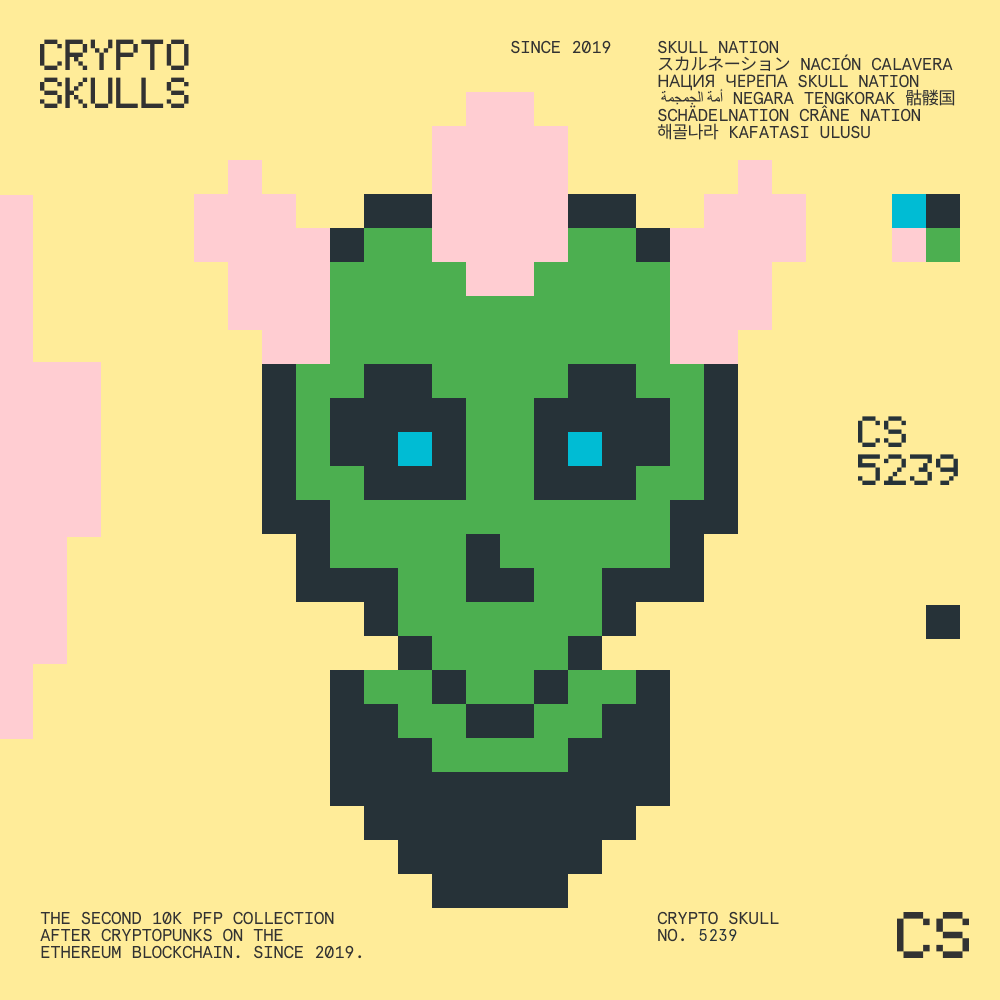 CRYPTO
SKULLS
SINCE 2019
SKULL NATION
スカルネーション NACIÓN CALAVERA
НАЦИЯ ЧЕРЕПА SKULL NATION
أمة الجمجمة NEGARA TENGKORAK 骷髅国
SCHÄDELNATION CRÂNE NATION
해골나라 KAFATASI ULUSU
CS
5239
THE SECOND 10K PFP COLLECTION
AFTER CRYPTOPUNKS ON THE
ETHEREUM BLOCKCHAIN. SINCE 2019.
CRYPTO SKULL
NO. 5239
CS